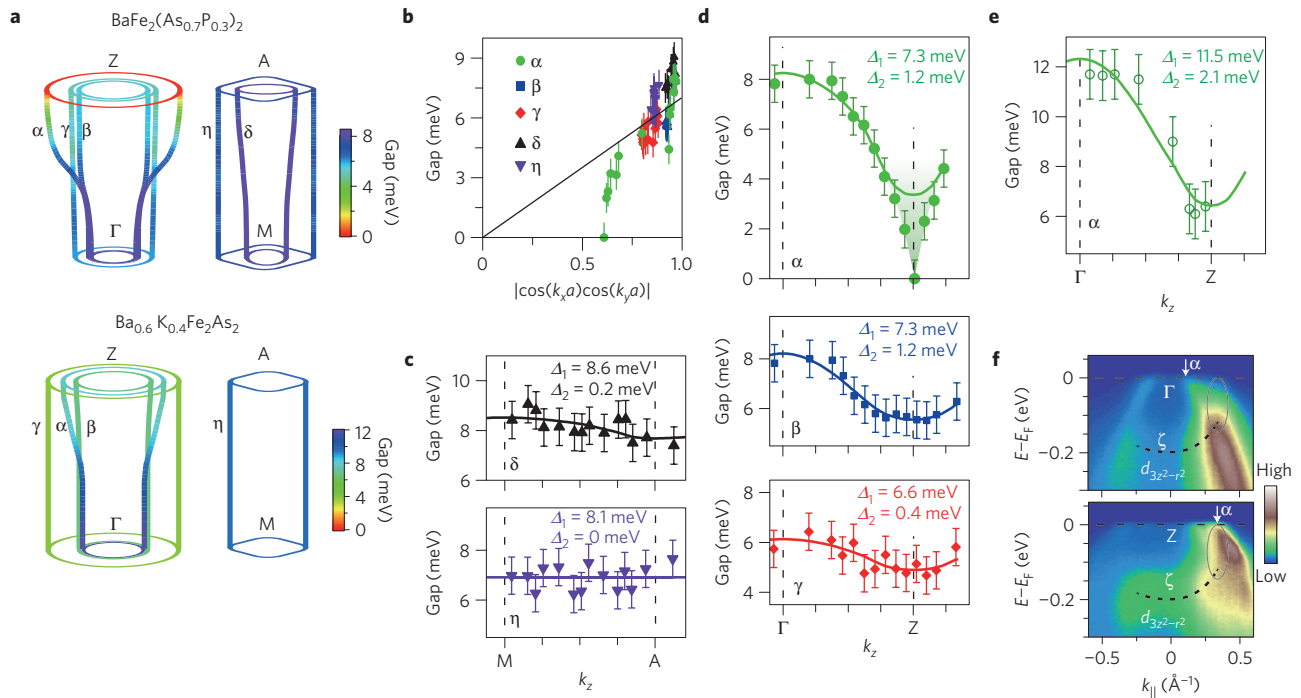 a
BaFe2(As0.7P0.3)2
Z
A
α
γ
β
η
δ
Γ
M
8
6
4
2
0
Gap (meV)
Ba0.6 K0.4Fe2As2
Z
A
γ
α
β
η
Γ
M
12
10
8
6
4
2
0
Gap (meV)
b
9
6
3
0
Gap (meV)
α
β
γ
δ
η
0
0.5
1.0
|cos(kxa)cos(kya)|
c
10
8
6
Gap (meV)
Δ1 = 8.6 meV
Δ2 = 0.2 meV
δ
8
6
Gap (meV)
Δ1 = 8.1 meV
Δ2 = 0 meV
η
M
A
kz
d
8
6
4
2
0
Gap (meV)
Δ1 = 7.3 meV
Δ2 = 1.2 meV
α
8
6
Gap (meV)
Δ1 = 7.3 meV
Δ2 = 1.2 meV
β
6
4
Gap (meV)
Δ1 = 6.6 meV
Δ2 = 0.4 meV
γ
Γ
Z
kz
e
12
10
8
6
Gap (meV)
Δ1 = 11.5 meV
Δ2 = 2.1 meV
α
Γ
Z
kz
f
0
−0.2
E−EF (eV)
α
Γ
ζ
d3z2−r2
High
Low
0
−0.2
E−EF (eV)
α
Z
ζ
d3z2−r2
−0.5
0
0.5
k|| (Å−1)